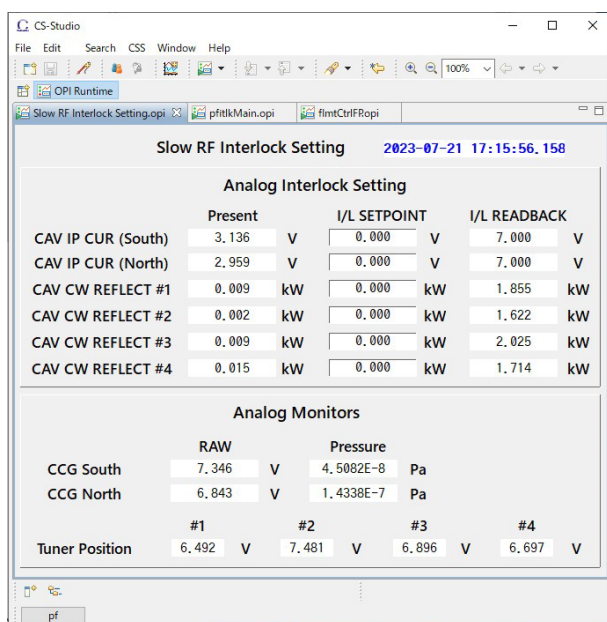 CS-Studio
File Edit Search CSS Window Help
100%
OPI Runtime
Slow RF Interlock Setting.opi pfitlkMain.opi flmtCtrlFR.opi
Slow RF Interlock Setting 2023-07-21 17:15:56.158
Analog Interlock Setting
Present I/L SETPOINT I/L READBACK
CAV IP CUR (South) 3.136 V 0.000 V 7.000 V
CAV IP CUR (North) 2.959 V 0.000 V 7.000 V
CAV CW REFLECT #1 0.009 kW 0.000 kW 1.855 kW
CAV CW REFLECT #2 0.002 kW 0.000 kW 1.622 kW
CAV CW REFLECT #3 0.009 kW 0.000 kW 2.025 kW
CAV CW REFLECT #4 0.015 kW 0.000 kW 1.714 kW
Analog Monitors
RAW Pressure
CCG South 7.346 V 4.5082E-8 Pa
CCG North 6.843 V 1.4338E-7 Pa
#1 #2 #3 #4
Tuner Position 6.492 V 7.481 V 6.896 V 6.697 V
pf